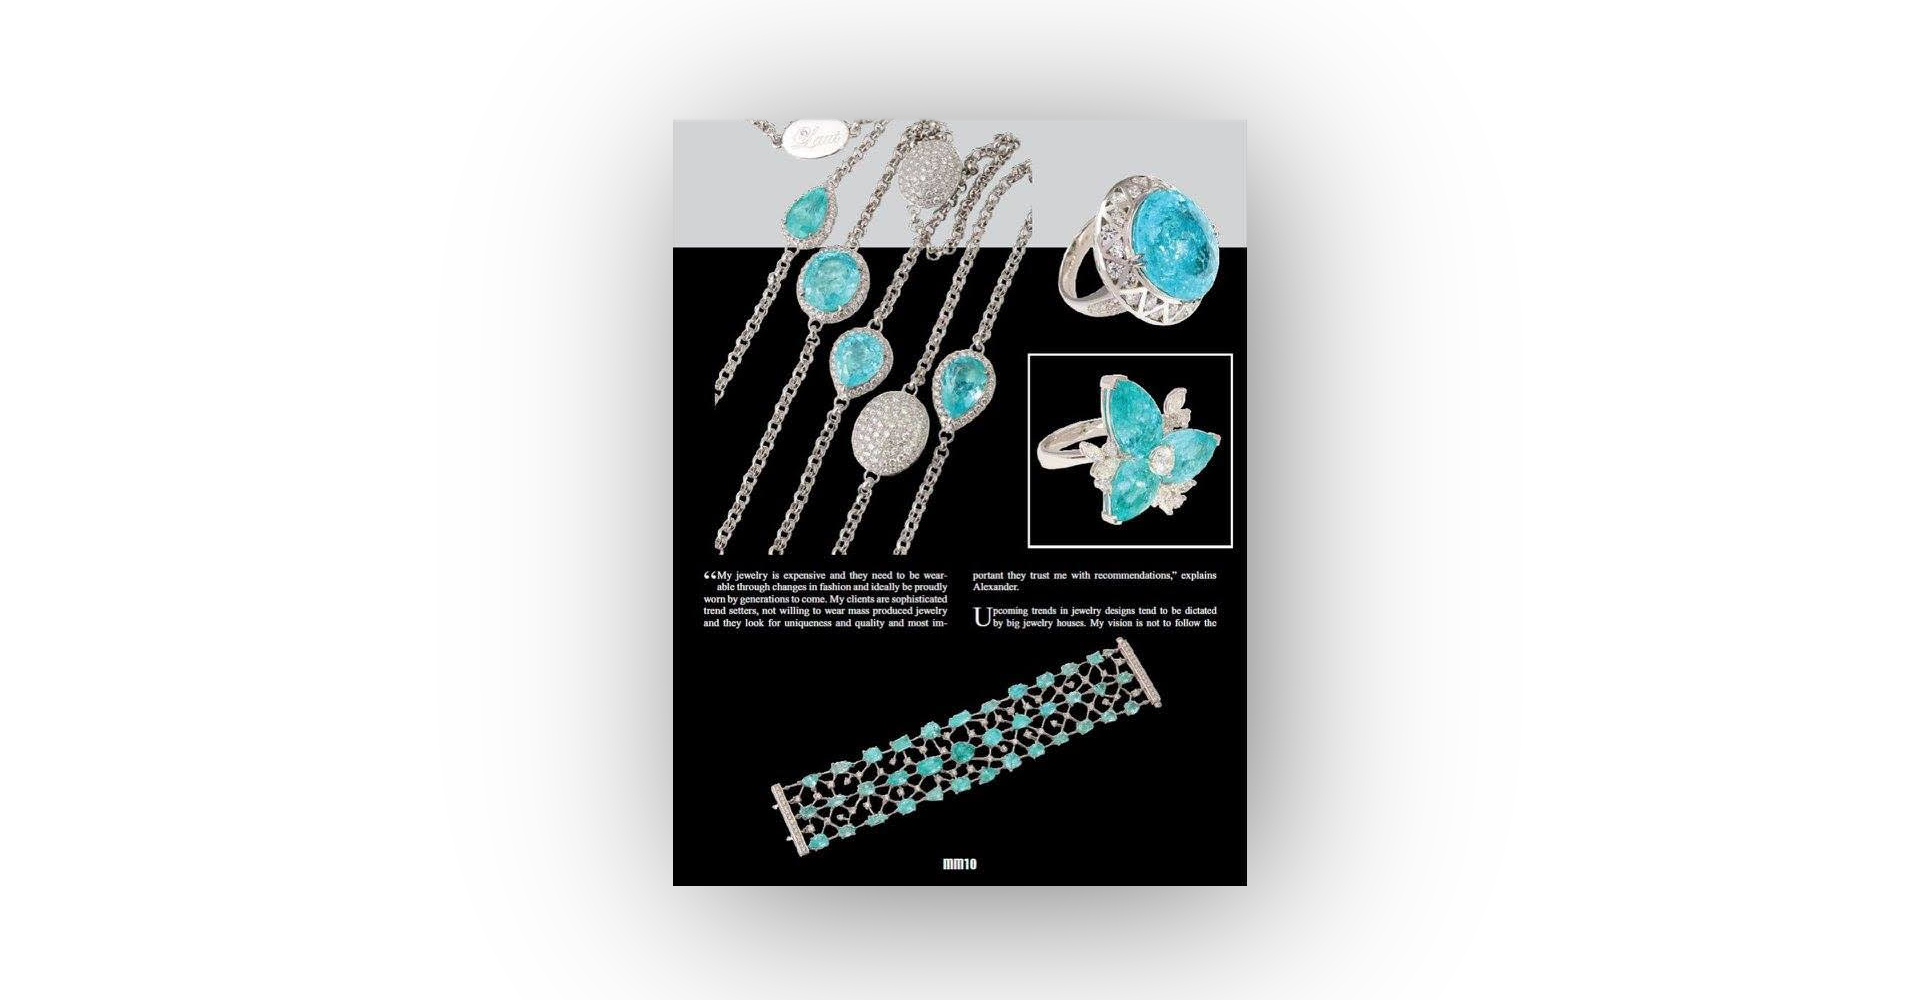 Lani
“My jewelry is expensive and they need to be wear-
able through changes in fashion and ideally be proudly
worn by generations to come. My clients are sophisticated
trend setters, not willing to wear mass produced jewelry
and they look for uniqueness and quality and most im-
portant they trust me with recommendations,” explains
Alexander.
Upcoming trends in jewelry designs tend to be dictated
by big jewelry houses. My vision is not to follow the
mm10